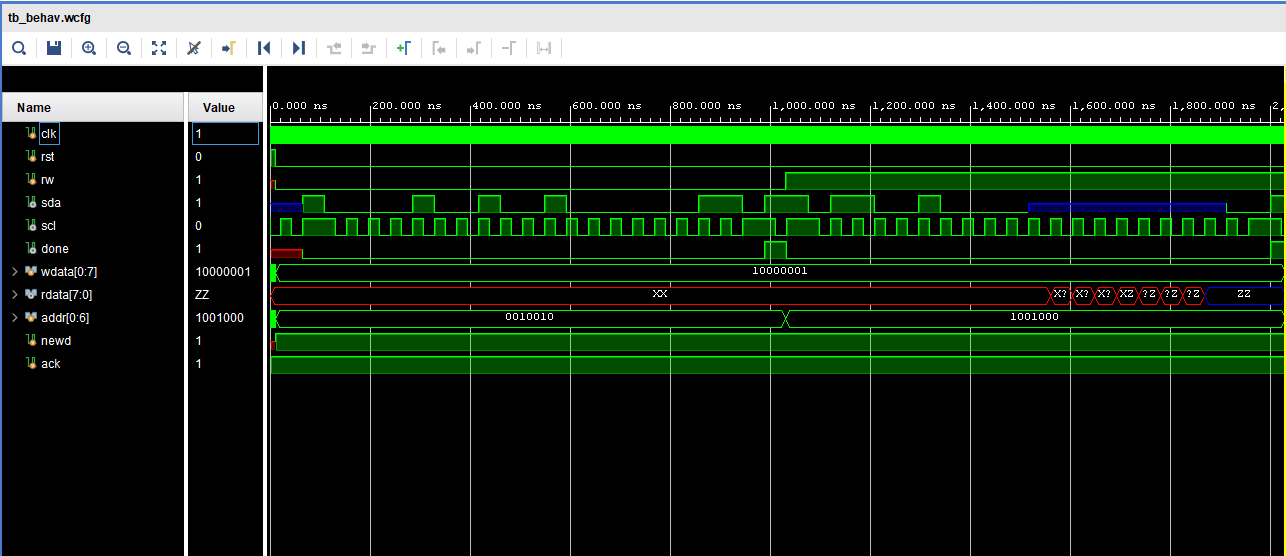 tb_behav.wcfg
Name Value
0.000 ns 200.000 ns 400.000 ns 600.000 ns 800.000 ns 1,000.000 ns 1,200.000 ns 1,400.000 ns 1,600.000 ns 1,800.000 ns 2,
clk 1
rst 0
rw 1
sda 1
scl 0
done 1
wdata[0:7] 10000001 10000001
rdata[7:0] ZZ XX X? X? X? XZ ?Z ?Z ?Z ZZ
addr[0:6] 1001000 0010010 1001000
newd 1
ack 1